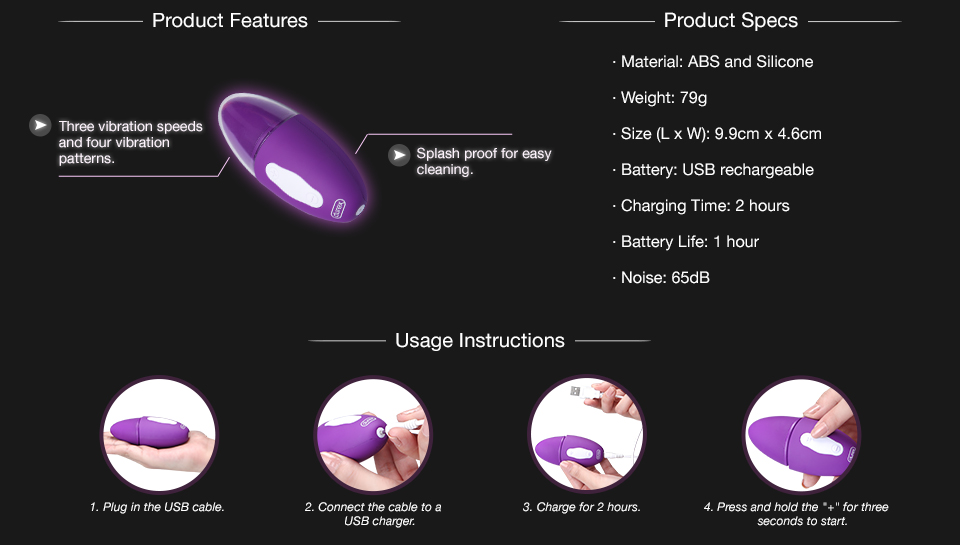 Product Features
Three vibration speeds
and four vibration
patterns.
Splash proof for easy
cleaning.
Product Specs
· Material: ABS and Silicone
· Weight: 79g
· Size (L x W): 9.9cm x 4.6cm
· Battery: USB rechargeable
· Charging Time: 2 hours
· Battery Life: 1 hour
· Noise: 65dB
Usage Instructions
1. Plug in the USB cable.
2. Connect the cable to a
USB charger.
3. Charge for 2 hours.
4. Press and hold the "+" for three
seconds to start.